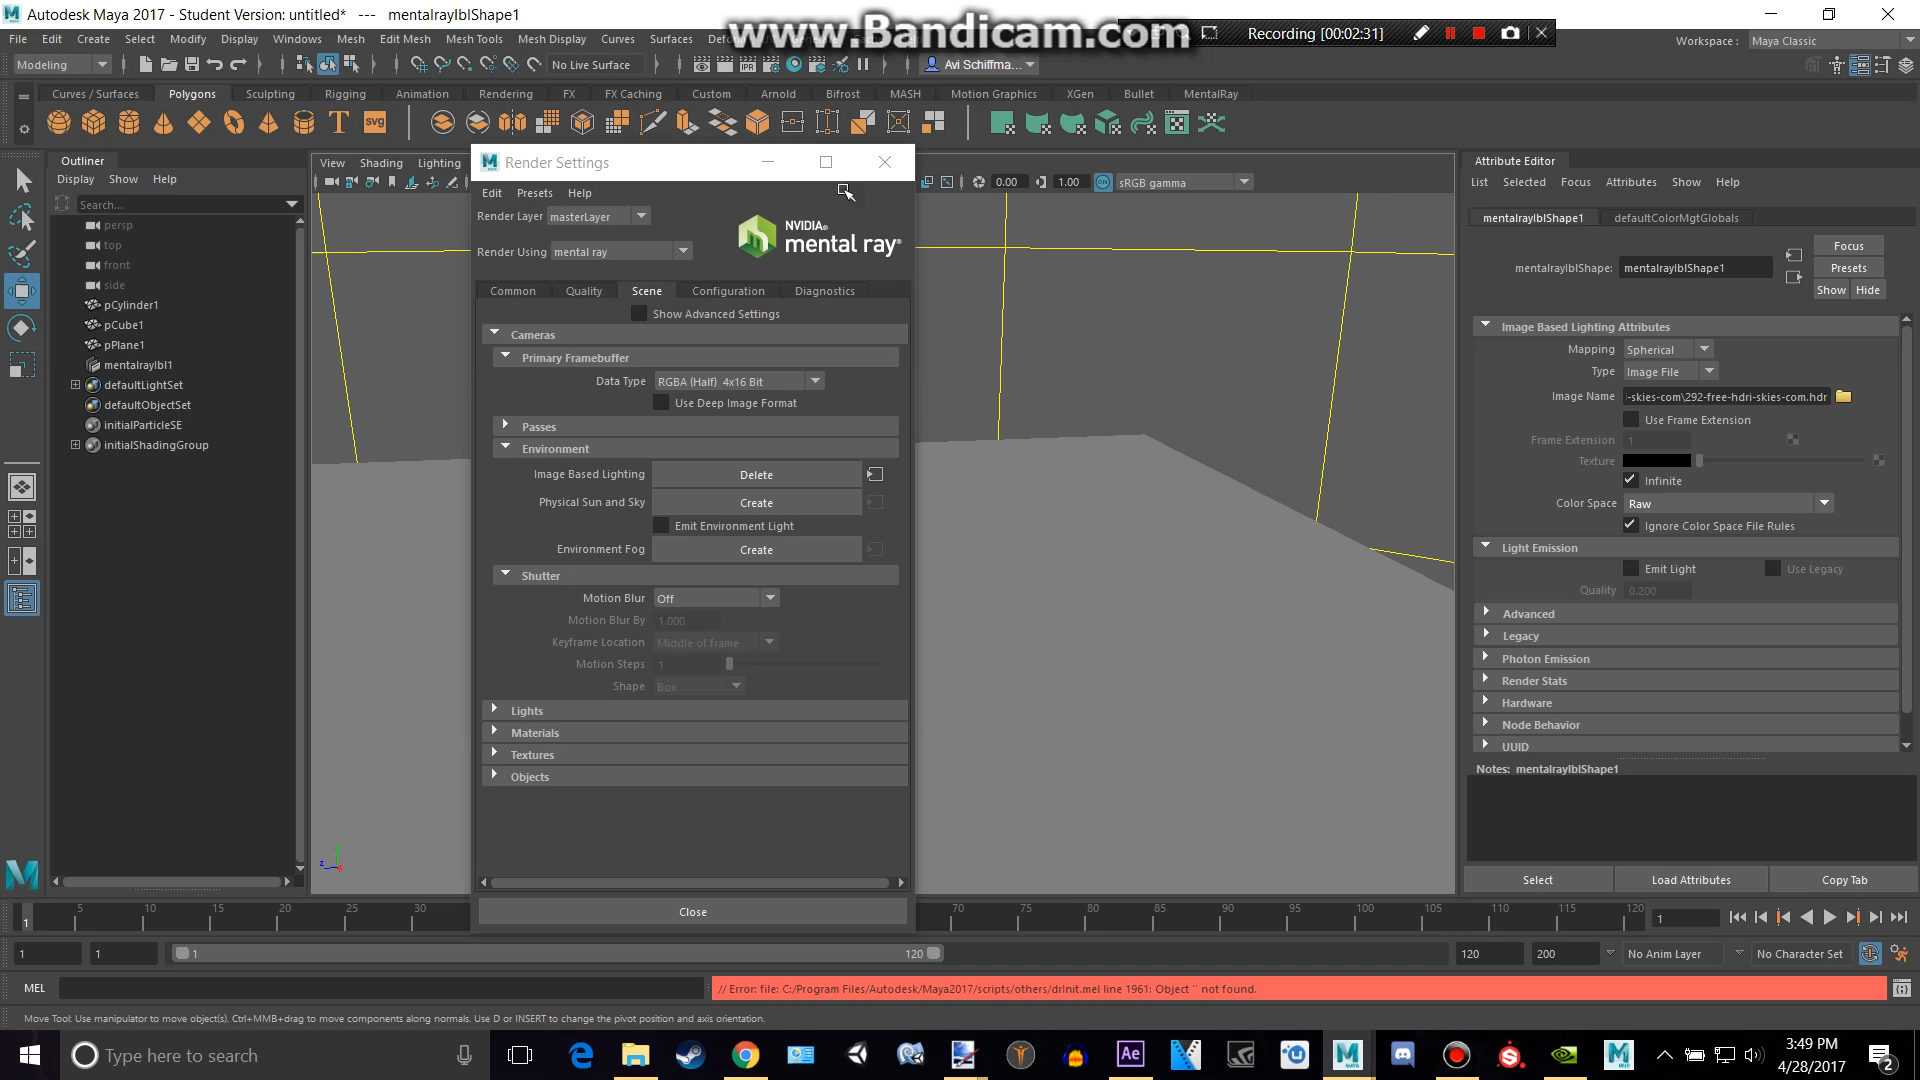 Autodesk Maya 2017 - Student Version: untitled*   ---   mentalrayIblShape1
www.Bandicam.com
Recording [00:02:31]
File Edit Create Select Modify Display Windows Mesh Edit Mesh Mesh Tools Mesh Display Curves Surfaces
Workspace : Maya Classic
Modeling No Live Surface Avi Schiffma...
Curves / Surfaces Polygons Sculpting Rigging Animation Rendering FX FX Caching Custom Arnold Bifrost MASH Motion Graphics XGen Bullet MentalRay
SVG
Outliner
Display Show Help
Search...
persp
top
front
side
pCylinder1
pCube1
pPlane1
mentalrayIbl1
defaultLightSet
defaultObjectSet
initialParticleSE
initialShadingGroup
View Shading Lighting
0.00 1.00 ON sRGB gamma
Render Settings
Edit Presets Help
Render Layer masterLayer
Render Using mental ray
NVIDIA®
mental ray®
Common Quality Scene Configuration Diagnostics
Show Advanced Settings
Cameras
Primary Framebuffer
Data Type RGBA (Half) 4x16 Bit
Use Deep Image Format
Passes
Environment
Image Based Lighting Delete
Physical Sun and Sky Create
Emit Environment Light
Environment Fog Create
Shutter
Motion Blur Off
Motion Blur By 1.000
Keyframe Location Middle of frame
Motion Steps 1
Shape Box
Lights
Materials
Textures
Objects
Close
Attribute Editor
List Selected Focus Attributes Show Help
mentalrayIblShape1 defaultColorMgtGlobals
mentalrayIblShape: mentalrayIblShape1
Focus
Presets
Show Hide
Image Based Lighting Attributes
Mapping Spherical
Type Image File
Image Name -skies-com\292-free-hdri-skies-com.hdr
Use Frame Extension
Frame Extension 1
Texture
Infinite
Color Space Raw
Ignore Color Space File Rules
Light Emission
Emit Light Use Legacy
Quality 0.200
Advanced
Legacy
Photon Emission
Render Stats
Hardware
Node Behavior
UUID
Notes: mentalrayIblShape1
Select Load Attributes Copy Tab
z
1 5 10 15 20 25 30 70 75 80 85 90 95 100 105 110 115 120 1
1 1 1 120 120 200 No Anim Layer No Character Set
MEL // Error: file: C:/Program Files/Autodesk/Maya2017/scripts/others/drInit.mel line 1961: Object '' not found.
Move Tool: Use manipulator to move object(s). Ctrl+MMB+drag to move components along normals. Use D or INSERT to change the pivot position and axis orientation.
Type here to search
Ae
3:49 PM
4/28/2017
2